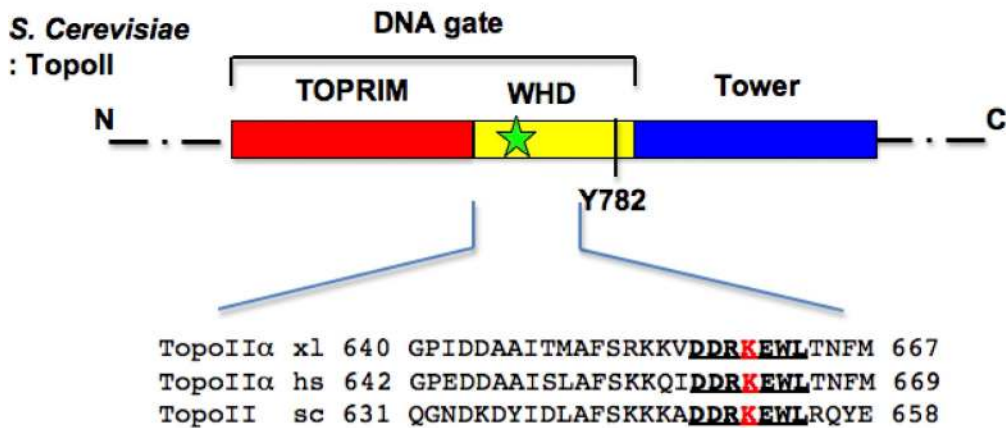 S. Cerevisiae
: TopoII
DNA gate
TOPRIM WHD Tower
N C
Y782
TopoIIα xl 640 GPIDDAAITMAFSRKKVDDRKEWLTNFM 667
TopoIIα hs 642 GPEDDAAISLAFSKKQIDDRKEWLTNFM 669
TopoII sc 631 QGNDKDYIDLAFSKKKADDRKEWLRQYE 658